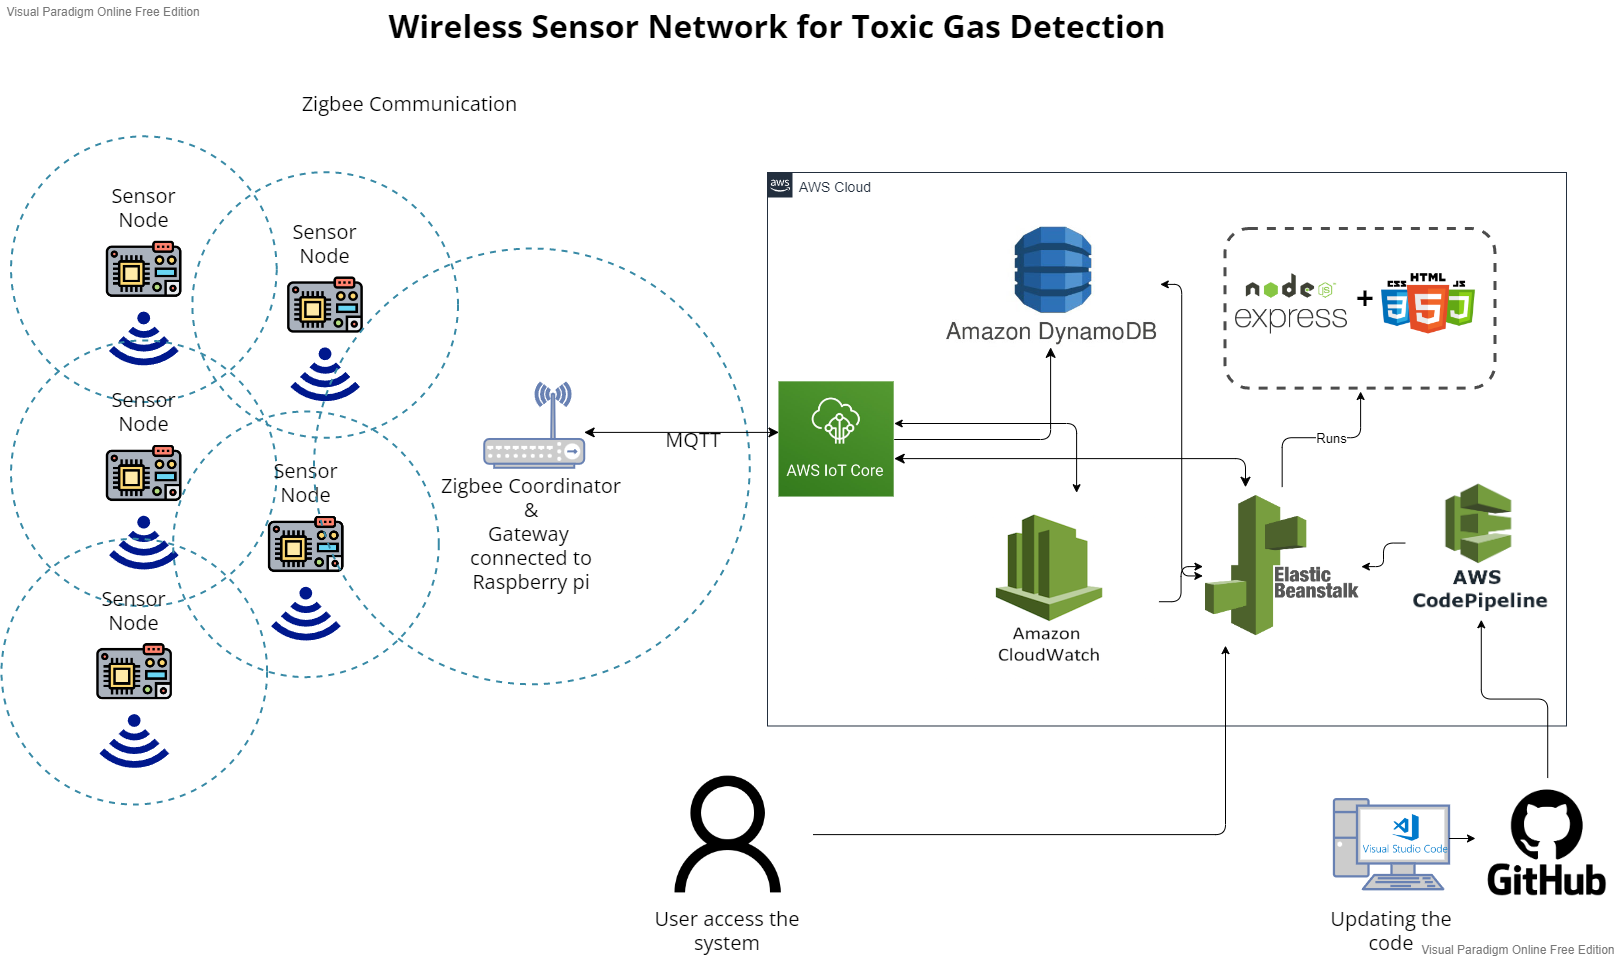 Visual Paradigm Online Free Edition
Wireless Sensor Network for Toxic Gas Detection
Zigbee Communication
Sensor
Node
Sensor
Node
Sensor
Node
Sensor
Node
Sensor
Node
Zigbee Coordinator
&
Gateway
connected to
Raspberry pi
MQTT
aws
AWS Cloud
AWS IoT Core
Amazon DynamoDB
node
JS
express
+
CSS HTML JS
3 5 J
Runs
Amazon
CloudWatch
Elastic
Beanstalk
AWS
CodePipeline
User access the
system
Visual Studio Code
Updating the
code
GitHub
Visual Paradigm Online Free Edition